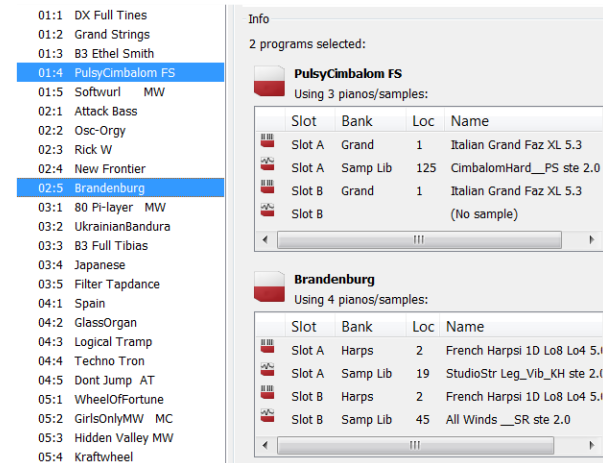 01:1 DX Full Tines
01:2 Grand Strings
01:3 B3 Ethel Smith
01:4 PulsyCimbalom FS
01:5 Softwurl MW
02:1 Attack Bass
02:2 Osc-Orgy
02:3 Rick W
02:4 New Frontier
02:5 Brandenburg
03:1 80 Pi-layer MW
03:2 UkrainianBandura
03:3 B3 Full Tibias
03:4 Japanese
03:5 Filter Tapdance
04:1 Spain
04:2 GlassOrgan
04:3 Logical Tramp
04:4 Techno Tron
04:5 Dont Jump AT
05:1 WheelOfFortune
05:2 GirlsOnlyMW MC
05:3 Hidden Valley MW
05:4 Kraftwheel
Info
2 programs selected:
PulsyCimbalom FS
Using 3 pianos/samples:
Slot Bank Loc Name
Slot A Grand 1 Italian Grand Faz XL 5.3
Slot A Samp Lib 125 CimbalomHard__PS ste 2.0
Slot B Grand 1 Italian Grand Faz XL 5.3
Slot B (No sample)
Brandenburg
Using 4 pianos/samples:
Slot Bank Loc Name
Slot A Harps 2 French Harpsi 1D Lo8 Lo4 5.
Slot A Samp Lib 19 StudioStr Leg_Vib_KH ste 2.
Slot B Harps 2 French Harpsi 1D Lo8 Lo4 5.
Slot B Samp Lib 45 All Winds __SR ste 2.0